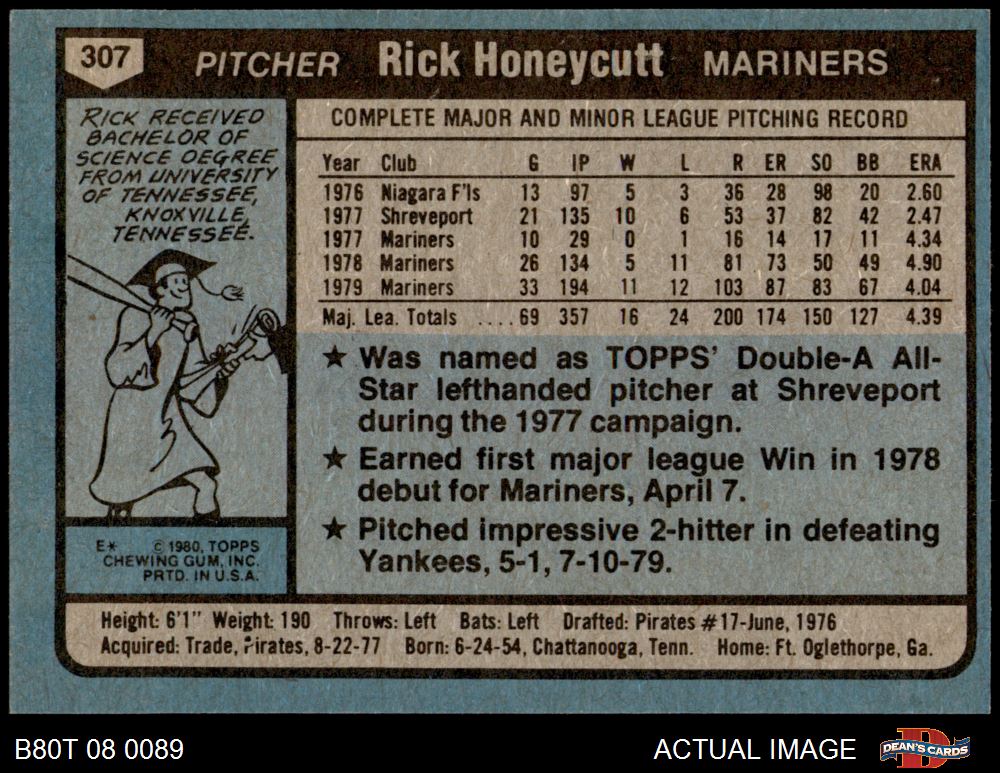 307 PITCHER Rick Honeycutt MARINERS
RICK RECEIVED
BACHELOR OF
SCIENCE DEGREE
FROM UNIVERSITY
OF TENNESSEE,
KNOXVILLE,
TENNESSEE.
E* © 1980, TOPPS
CHEWING GUM, INC.
PRTD. IN U.S.A.
COMPLETE MAJOR AND MINOR LEAGUE PITCHING RECORD
Year Club G IP W L R ER SO BB ERA
1976 Niagara F'ls 13 97 5 3 36 28 98 20 2.60
1977 Shreveport 21 135 10 6 53 37 82 42 2.47
1977 Mariners 10 29 0 1 16 14 17 11 4.34
1978 Mariners 26 134 5 11 81 73 50 49 4.90
1979 Mariners 33 194 11 12 103 87 83 67 4.04
Maj. Lea. Totals ....69 357 16 24 200 174 150 127 4.39
★ Was named as TOPPS' Double-A All-
Star lefthanded pitcher at Shreveport
during the 1977 campaign.
★ Earned first major league Win in 1978
debut for Mariners, April 7.
★ Pitched impressive 2-hitter in defeating
Yankees, 5-1, 7-10-79.
Height: 6'1" Weight: 190 Throws: Left Bats: Left Drafted: Pirates #17-June, 1976
Acquired: Trade, Pirates, 8-22-77 Born: 6-24-54, Chattanooga, Tenn. Home: Ft. Oglethorpe, Ga.
B80T 08 0089 ACTUAL IMAGE DEAN'S CARDS